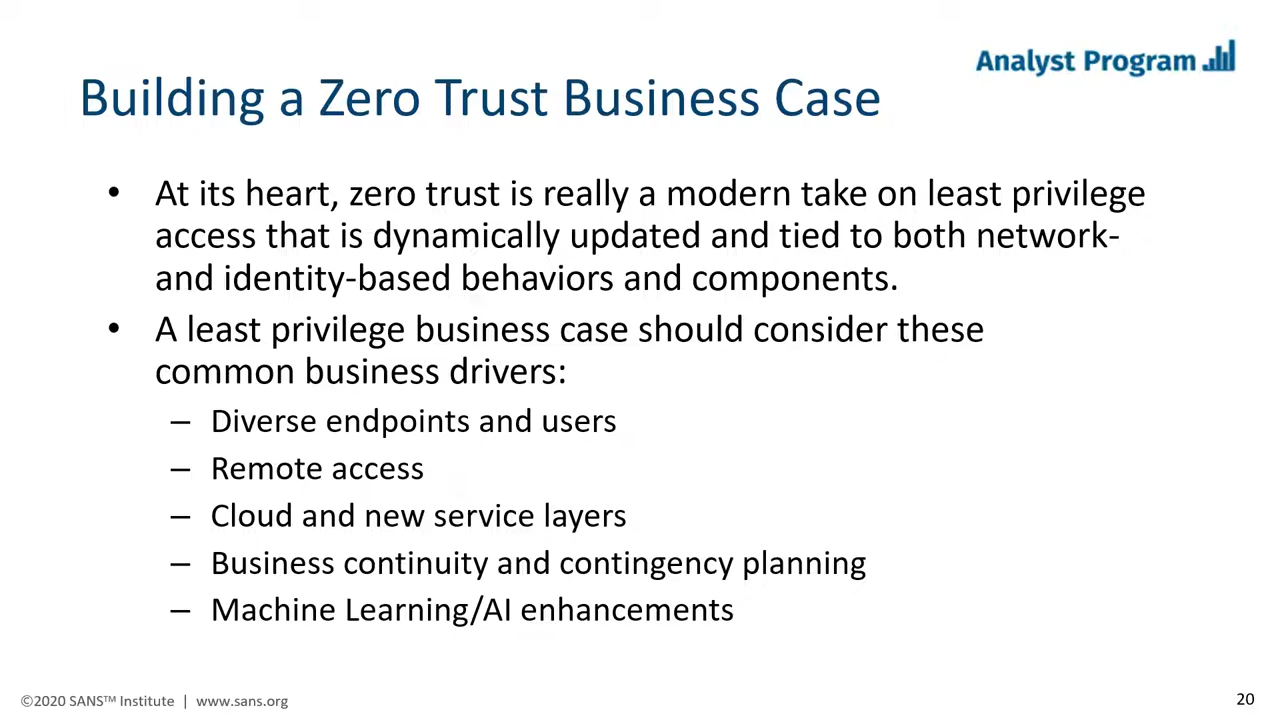 Analyst Program
Building a Zero Trust Business Case
• At its heart, zero trust is really a modern take on least privilege
access that is dynamically updated and tied to both network-
and identity-based behaviors and components.
• A least privilege business case should consider these
common business drivers:
– Diverse endpoints and users
– Remote access
– Cloud and new service layers
– Business continuity and contingency planning
– Machine Learning/AI enhancements
©2020 SANS™ Institute | www.sans.org
20